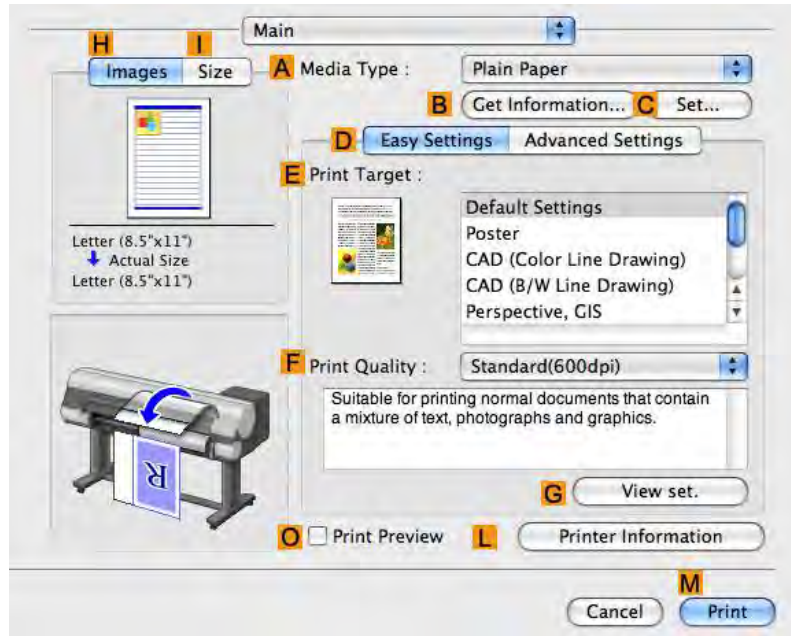 Main
H I
Images Size
A Media Type : Plain Paper
B Get Information... C Set...
D Easy Settings Advanced Settings
E Print Target :
Default Settings
Poster
CAD (Color Line Drawing)
CAD (B/W Line Drawing)
Perspective, GIS
Letter (8.5"x11")
Actual Size
Letter (8.5"x11")
F Print Quality : Standard(600dpi)
Suitable for printing normal documents that contain
a mixture of text, photographs and graphics.
R
G View set.
O Print Preview L Printer Information
M
Cancel Print